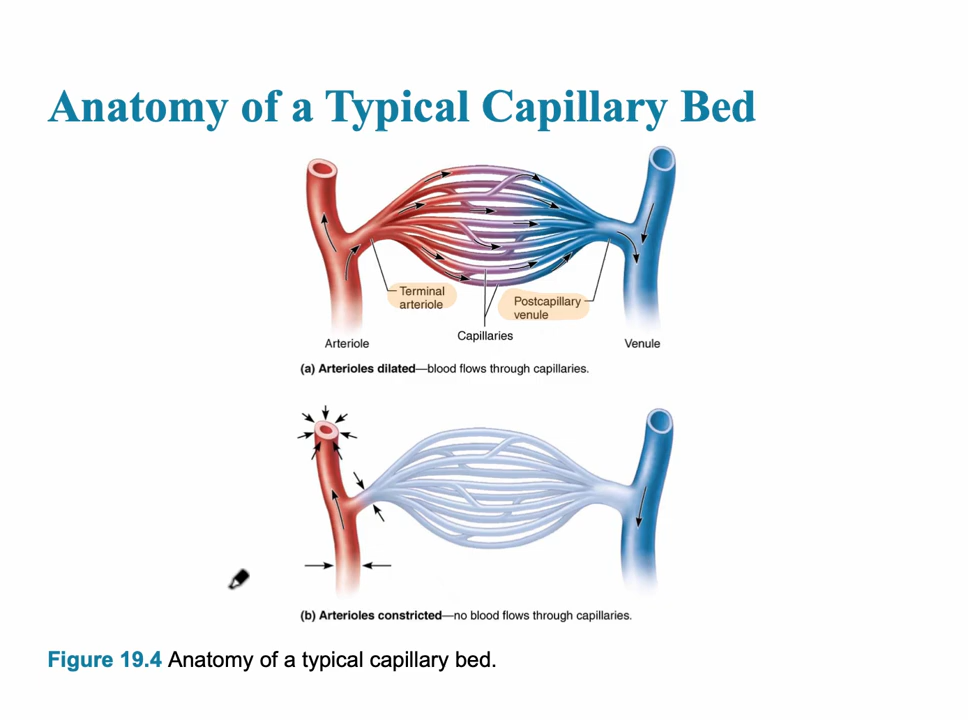 Anatomy of a Typical Capillary Bed
Terminal
arteriole
Postcapillary
venule
Capillaries
Arteriole
Venule
(a) Arterioles dilated—blood flows through capillaries.
(b) Arterioles constricted—no blood flows through capillaries.
Figure 19.4 Anatomy of a typical capillary bed.